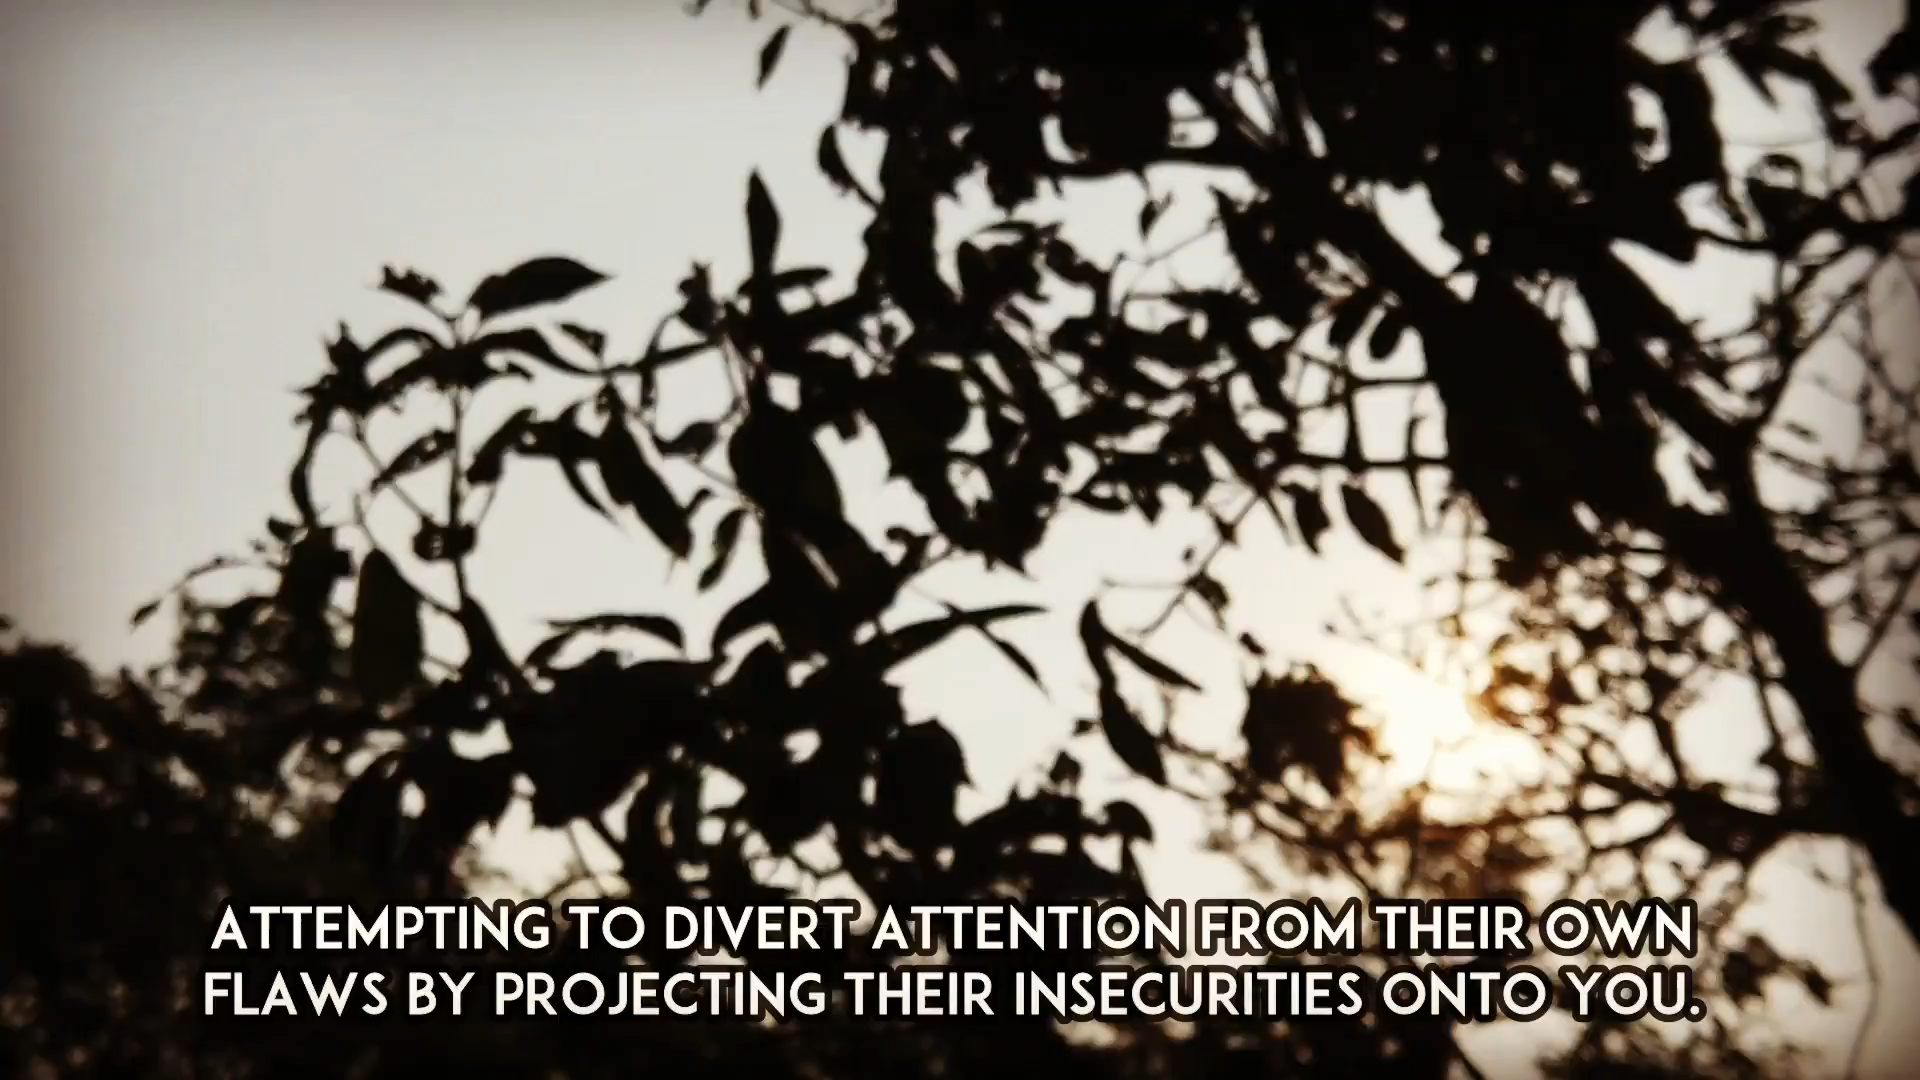 ATTEMPTING TO DIVERT ATTENTION FROM THEIR OWN
FLAWS BY PROJECTING THEIR INSECURITIES ONTO YOU.